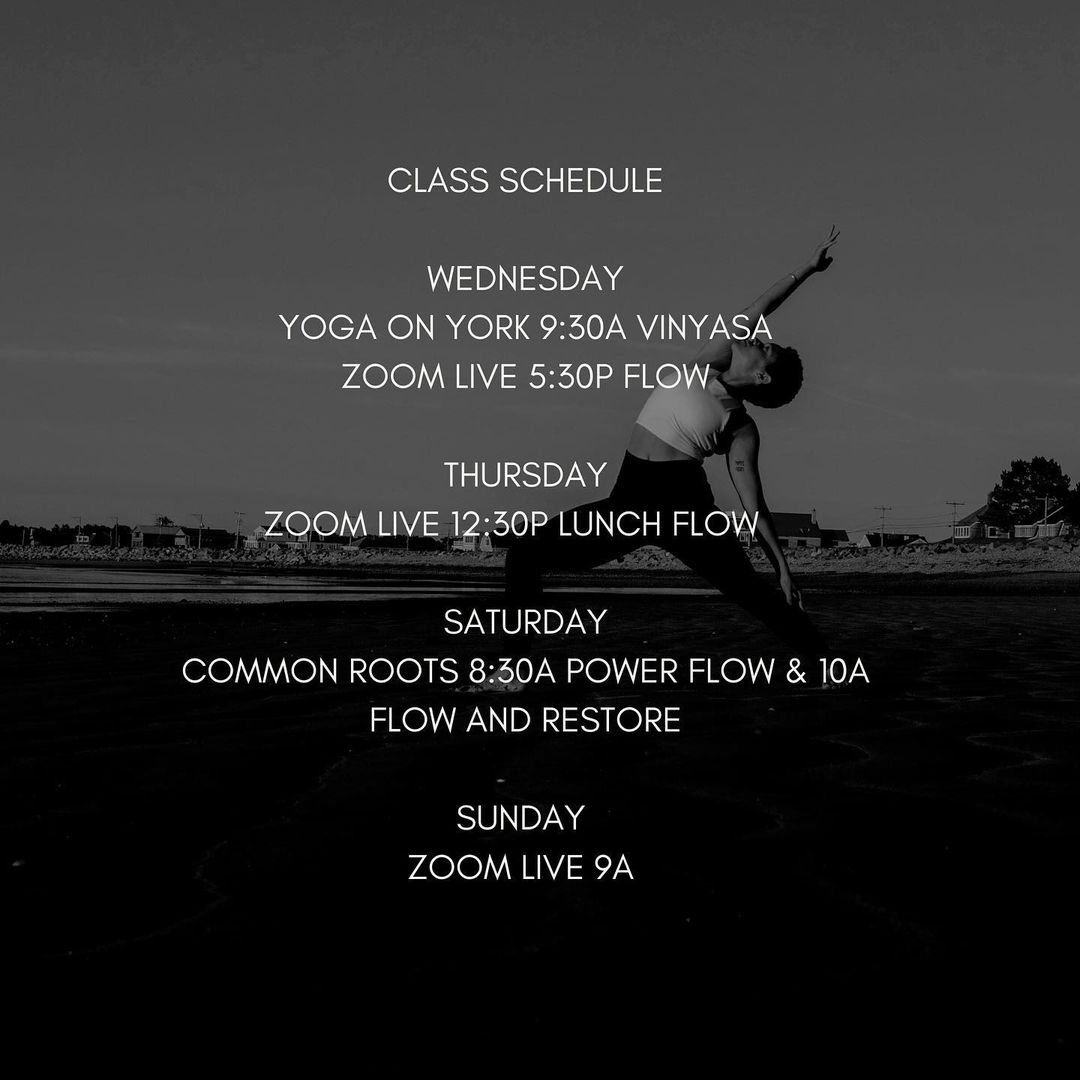 CLASS SCHEDULE
WEDNESDAY
YOGA ON YORK 9:30A VINYASA
ZOOM LIVE 5:30P FLOW
THURSDAY
ZOOM LIVE 12:30P LUNCH FLOW
SATURDAY
COMMON ROOTS 8:30A POWER FLOW & 10A
FLOW AND RESTORE
SUNDAY
ZOOM LIVE 9A